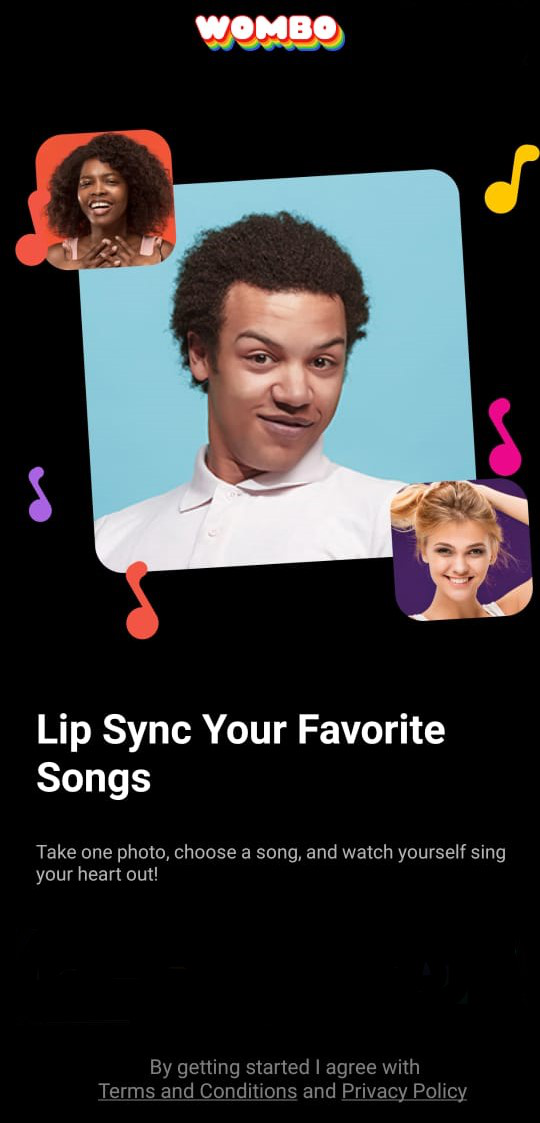 WOMBO
Lip Sync Your Favorite
Songs
Take one photo, choose a song, and watch yourself sing
your heart out!
By getting started I agree with
Terms and Conditions and Privacy Policy